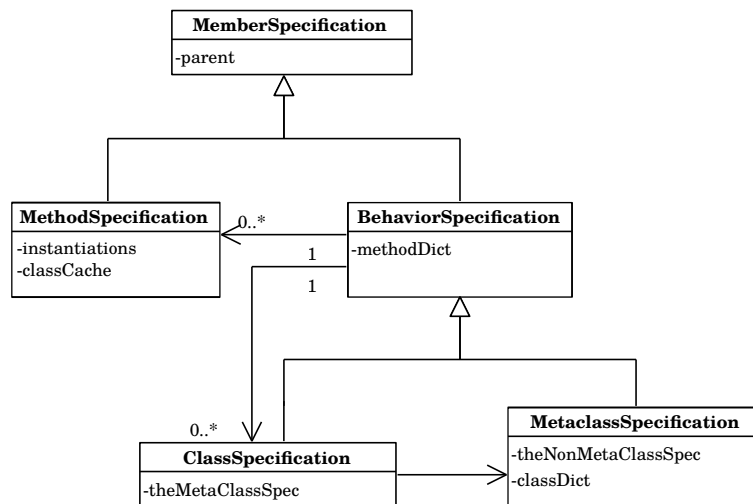 MemberSpecification
-parent
MethodSpecification
-instantiations
-classCache
0..*
BehaviorSpecification
-methodDict
1
1
0..*
ClassSpecification
-theMetaClassSpec
MetaclassSpecification
-theNonMetaClassSpec
-classDict